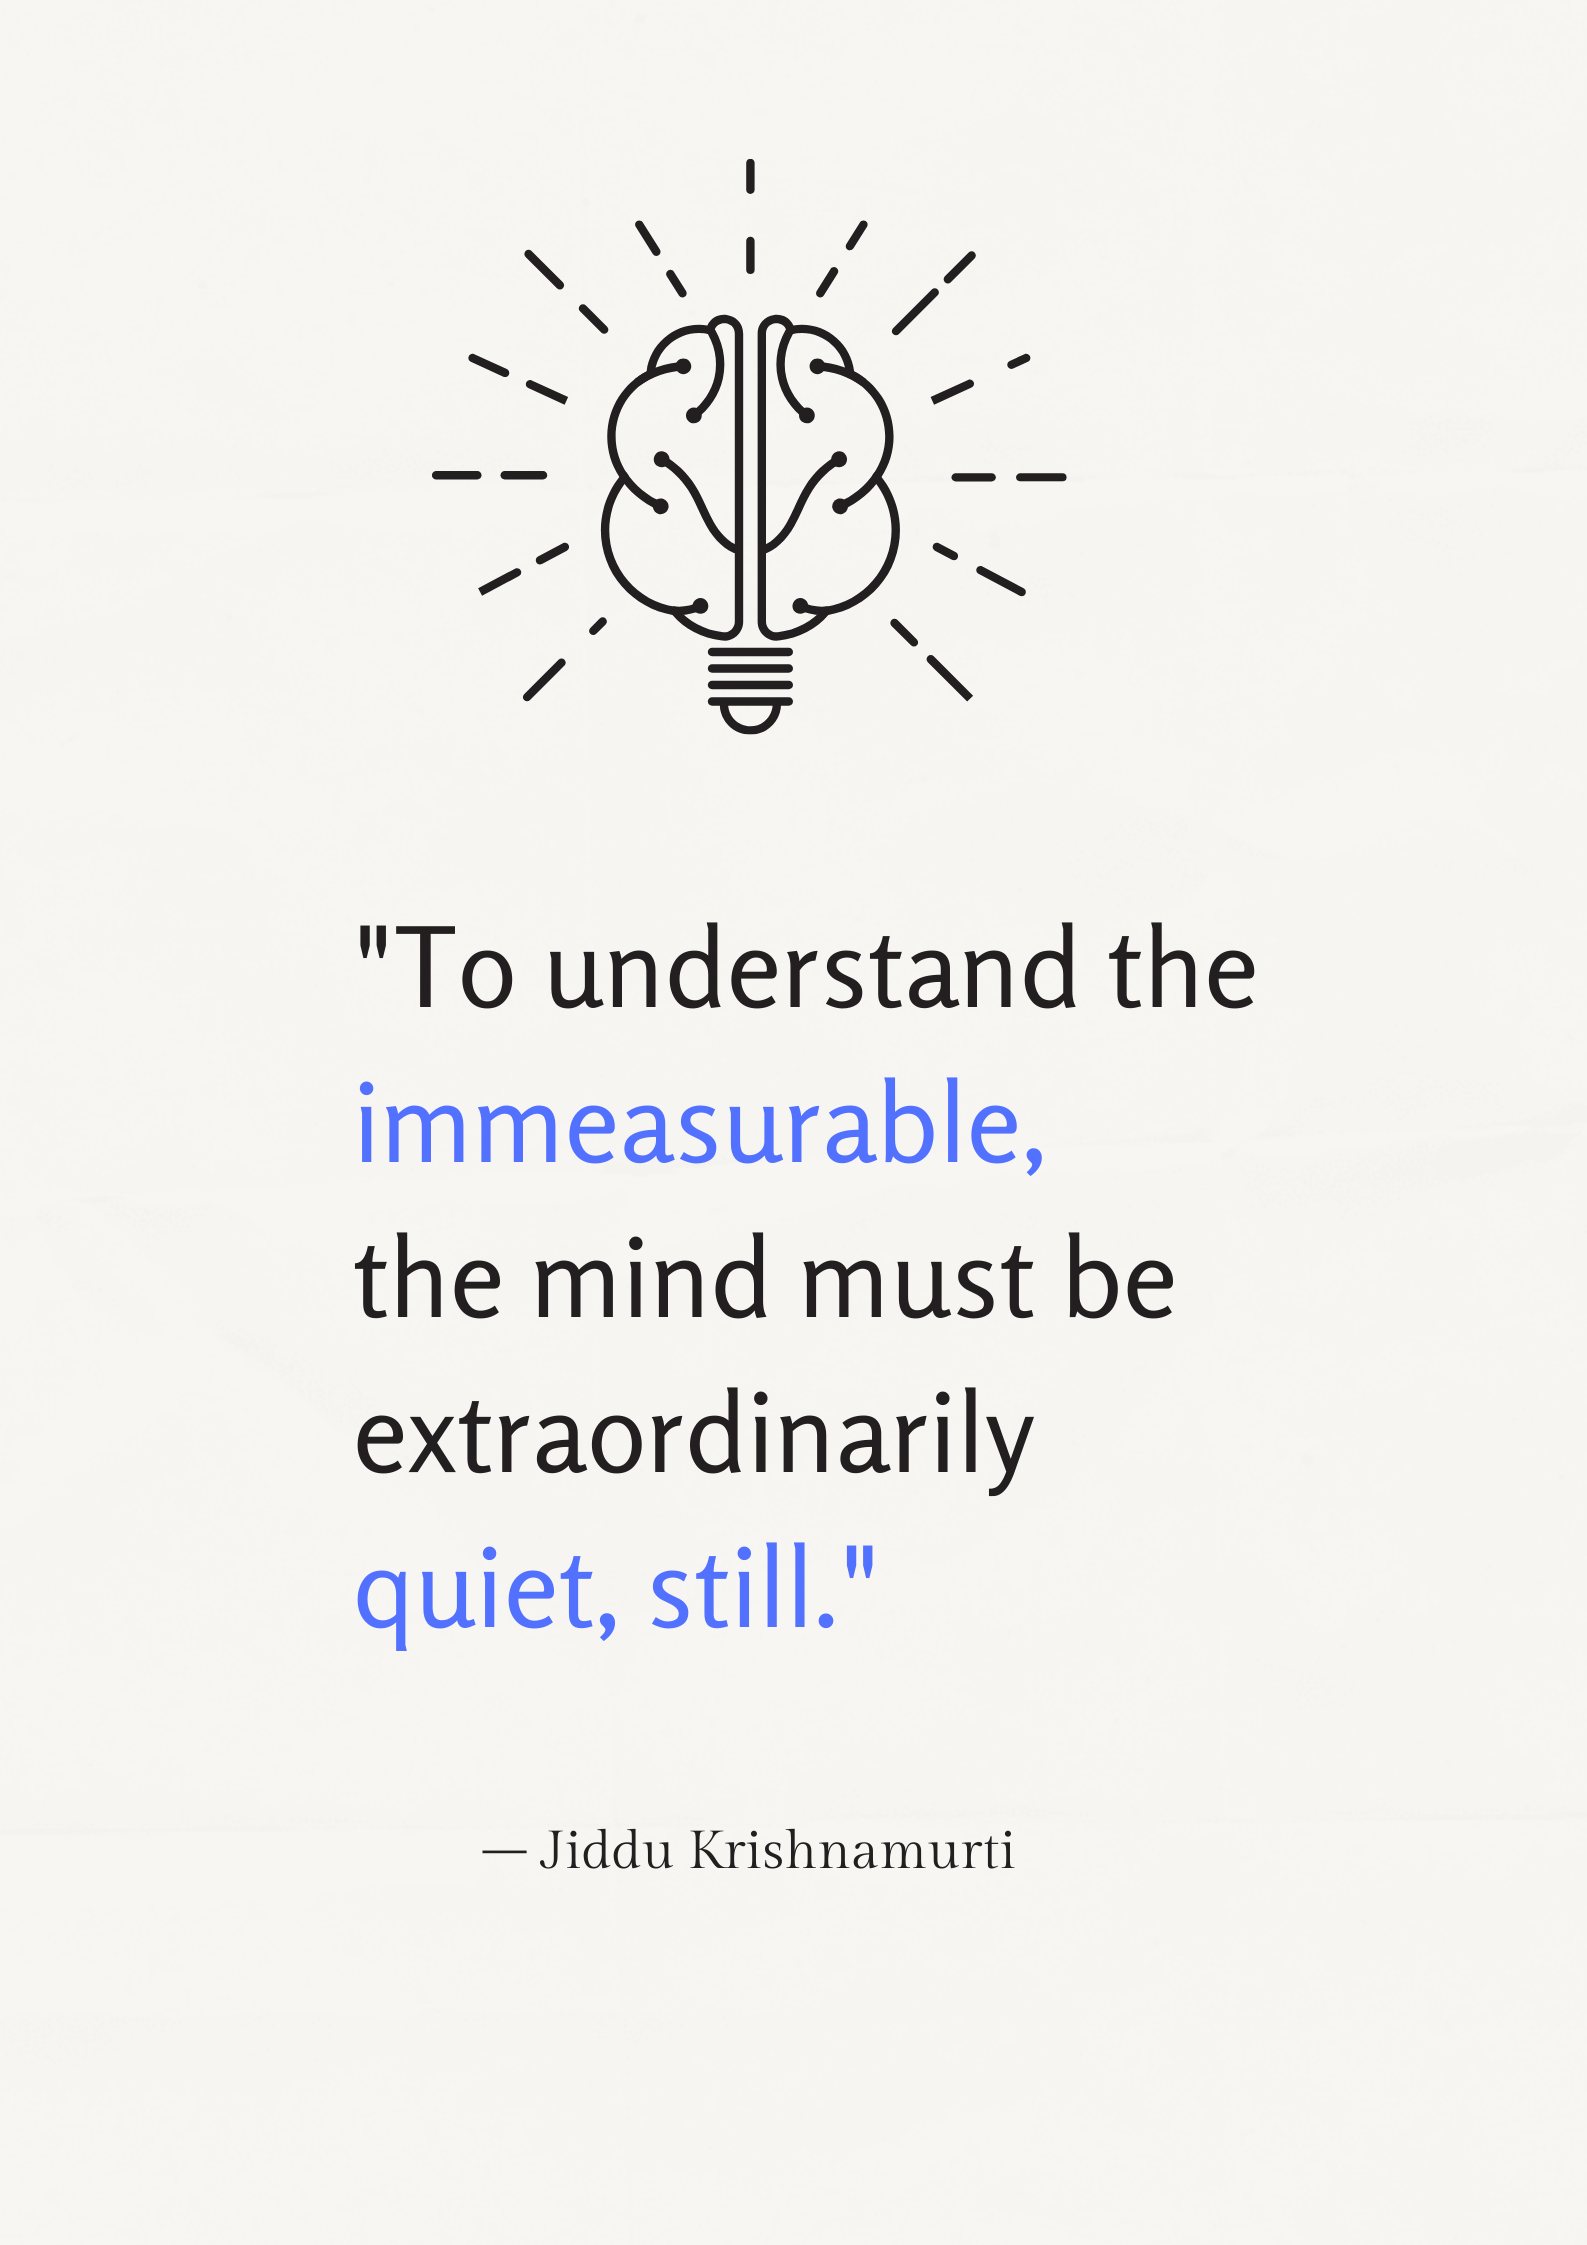 "To understand the
immeasurable,
the mind must be
extraordinarily
quiet, still."
— Jiddu Krishnamurti